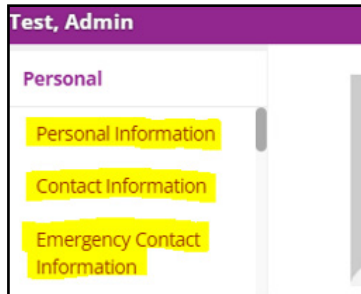 Test, Admin
Personal
Personal Information
Contact Information
Emergency Contact
Information